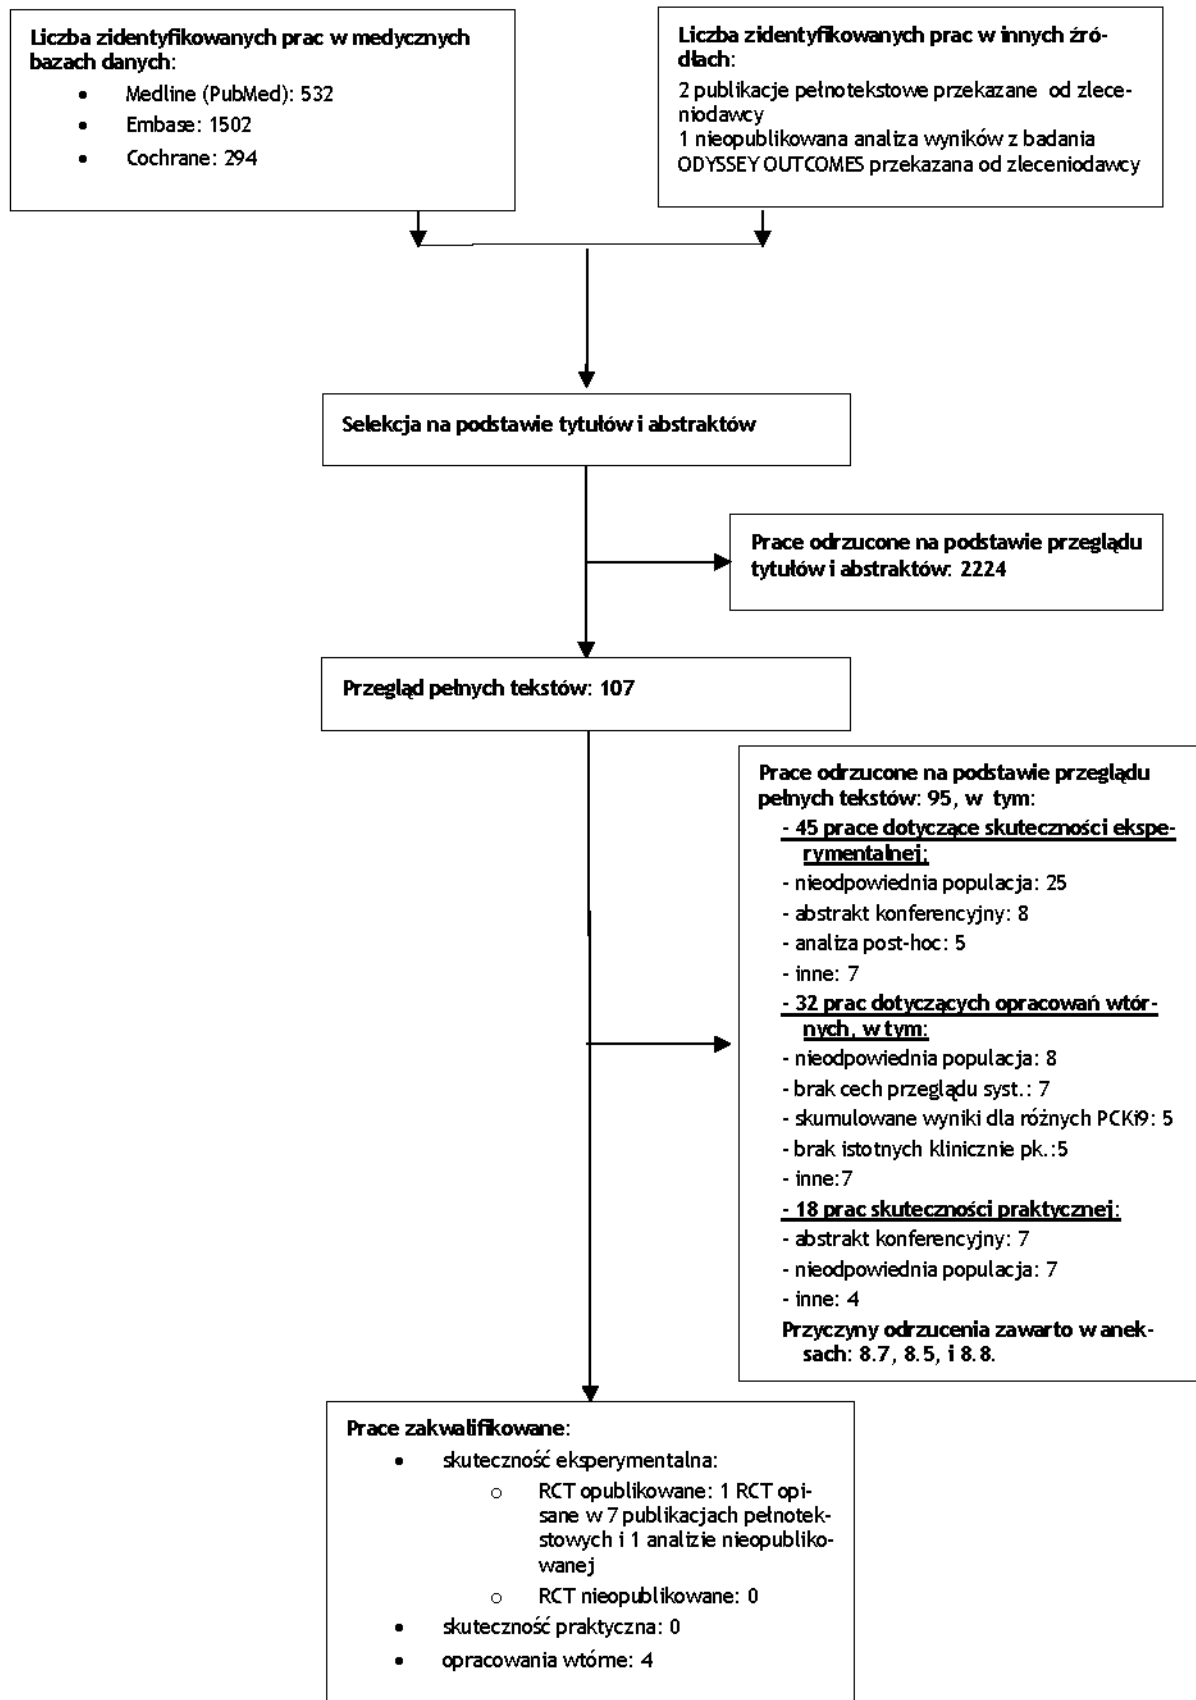 Liczba zidentyfikowanych prac w medycznych
bazach danych:
• Medline (PubMed): 532
• Embase: 1502
• Cochrane: 294
Liczba zidentyfikowanych prac w innych źró-
dłach:
2 publikacje pełnotekstowe przekazane od zlece-
niodawcy
1 nieopublikowana analiza wyników z badania
ODYSSEY OUTCOMES przekazana od zleceniodawcy
Selekcja na podstawie tytułów i abstraktów
Prace odrzucone na podstawie przeglądu
tytułów i abstraktów: 2224
Przegląd pełnych tekstów: 107
Prace odrzucone na podstawie przeglądu
pełnych tekstów: 95, w tym:
- 45 prace dotyczące skuteczności ekspe-
rymentalnej:
- nieodpowiednia populacja: 25
- abstrakt konferencyjny: 8
- analiza post-hoc: 5
- inne: 7
- 32 prac dotyczących opracowań wtór-
nych, w tym:
- nieodpowiednia populacja: 8
- brak cech przeglądu syst.: 7
- skumulowane wyniki dla różnych PCKi9: 5
- brak istotnych klinicznie pk.:5
- inne:7
- 18 prac skuteczności praktycznej:
- abstrakt konferencyjny: 7
- nieodpowiednia populacja: 7
- inne: 4
Przyczyny odrzucenia zawarto w anek-
sach: 8.7, 8.5, i 8.8.
Prace zakwalifikowane:
• skuteczność eksperymentalna:
o RCT opublikowane: 1 RCT opi-
sane w 7 publikacjach pełnotek-
stowych i 1 analizie nieopubliko-
wanej
o RCT nieopublikowane: 0
• skuteczność praktyczna: 0
• opracowania wtórne: 4